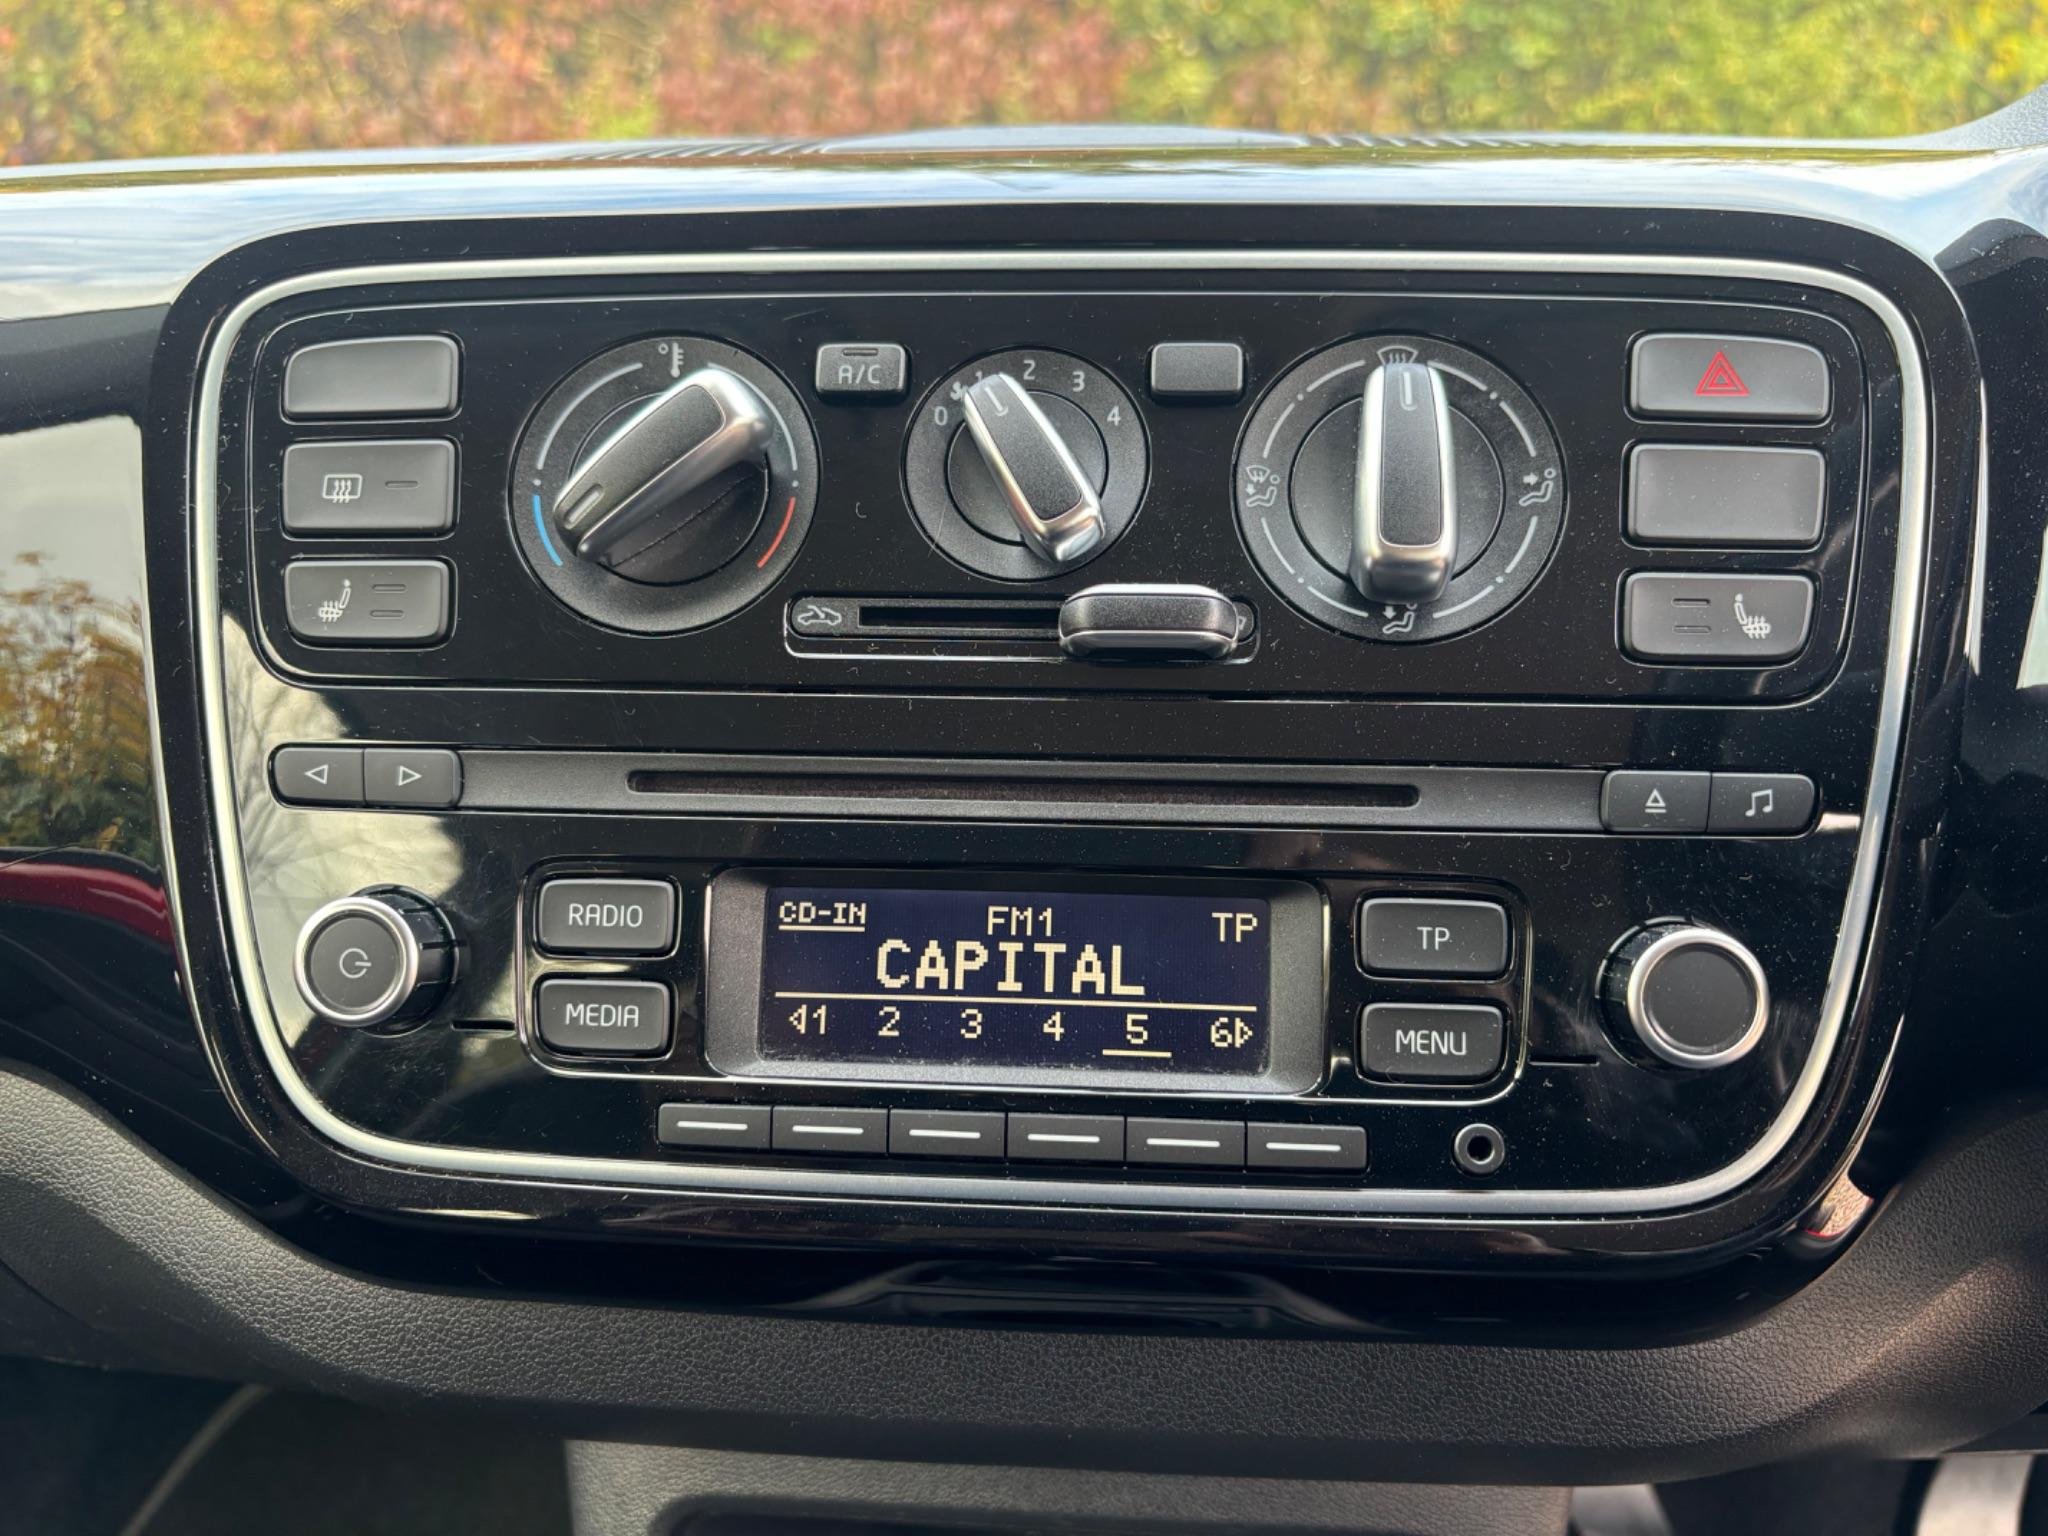 A/C
0 1 2 3 4
RADIO
MEDIA
CD-IN FM1 TP
CAPITAL
1 2 3 4 5 6
TP
MENU